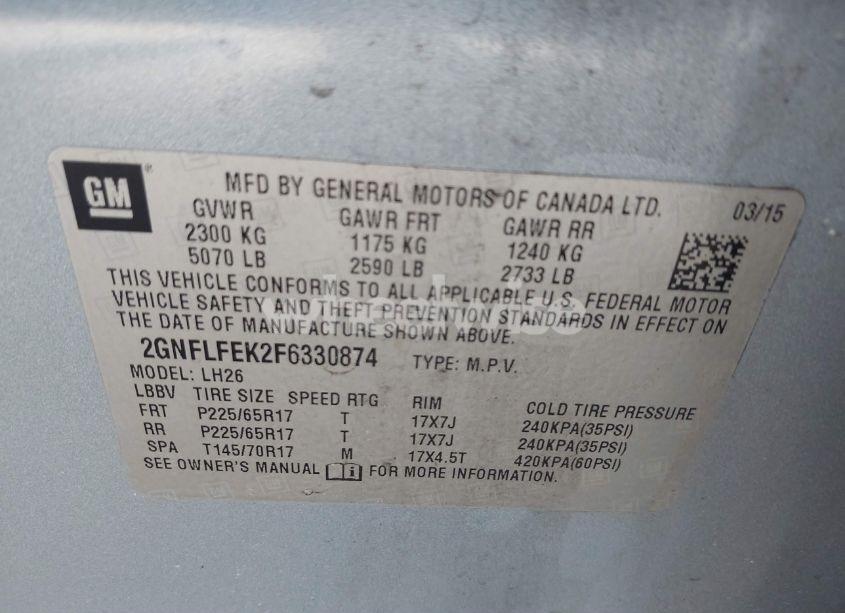 GM
MFD BY GENERAL MOTORS OF CANADA LTD. 03/15
GVWR GAWR FRT GAWR RR
2300 KG 1175 KG 1240 KG
5070 LB 2590 LB 2733 LB
THIS VEHICLE CONFORMS TO ALL APPLICABLE U.S. FEDERAL MOTOR
VEHICLE SAFETY AND THEFT PREVENTION STANDARDS IN EFFECT ON
THE DATE OF MANUFACTURE SHOWN ABOVE.
2GNFLFEK2F6330874 TYPE: M.P.V.
MODEL: LH26
LBBV TIRE SIZE SPEED RTG RIM COLD TIRE PRESSURE
FRT P225/65R17 T 17X7J 240KPA(35PSI)
RR P225/65R17 T 17X7J 240KPA(35PSI)
SPA T145/70R17 M 17X4.5T 420KPA(60PSI)
SEE OWNER'S MANUAL FOR MORE INFORMATION.